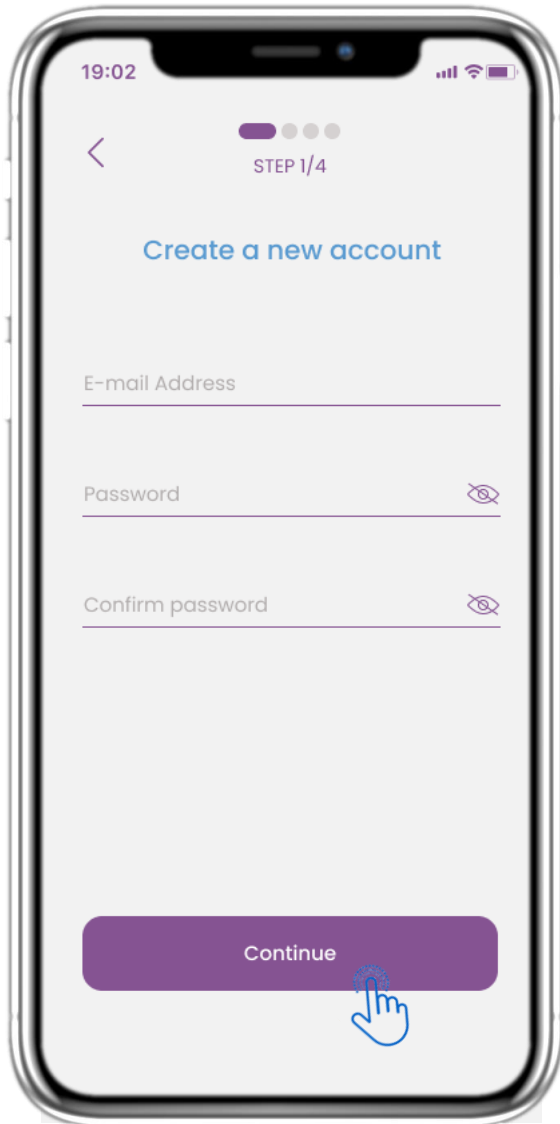 19:02
STEP 1/4
Create a new account
E-mail Address
Password
Confirm password
Continue